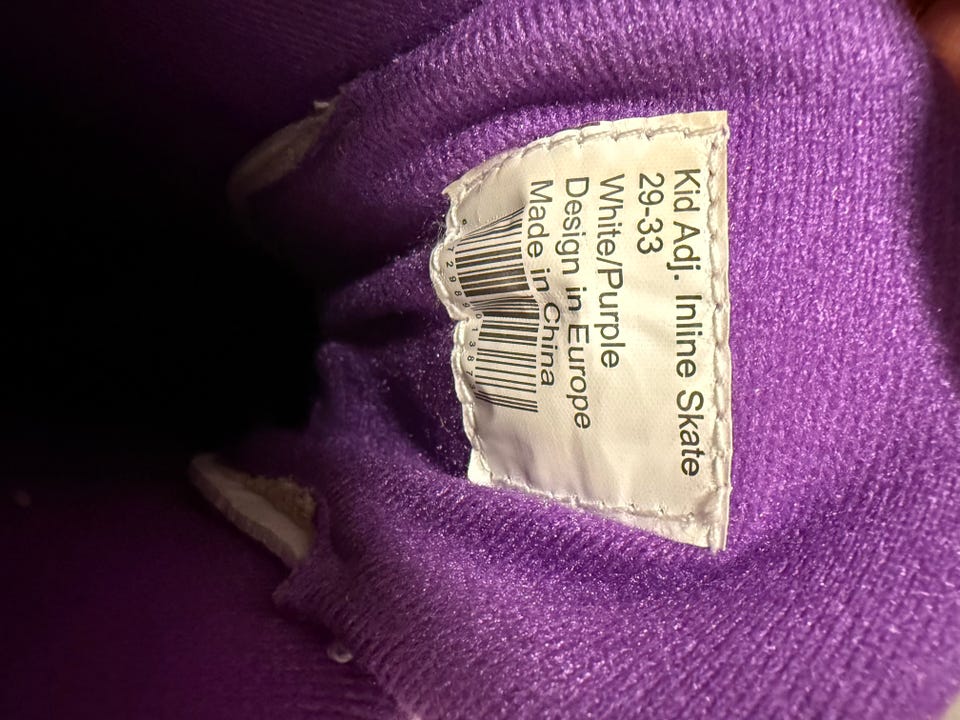 Kid Adj. Inline Skate
29-33
White/Purple
Design in Europe
Made in China